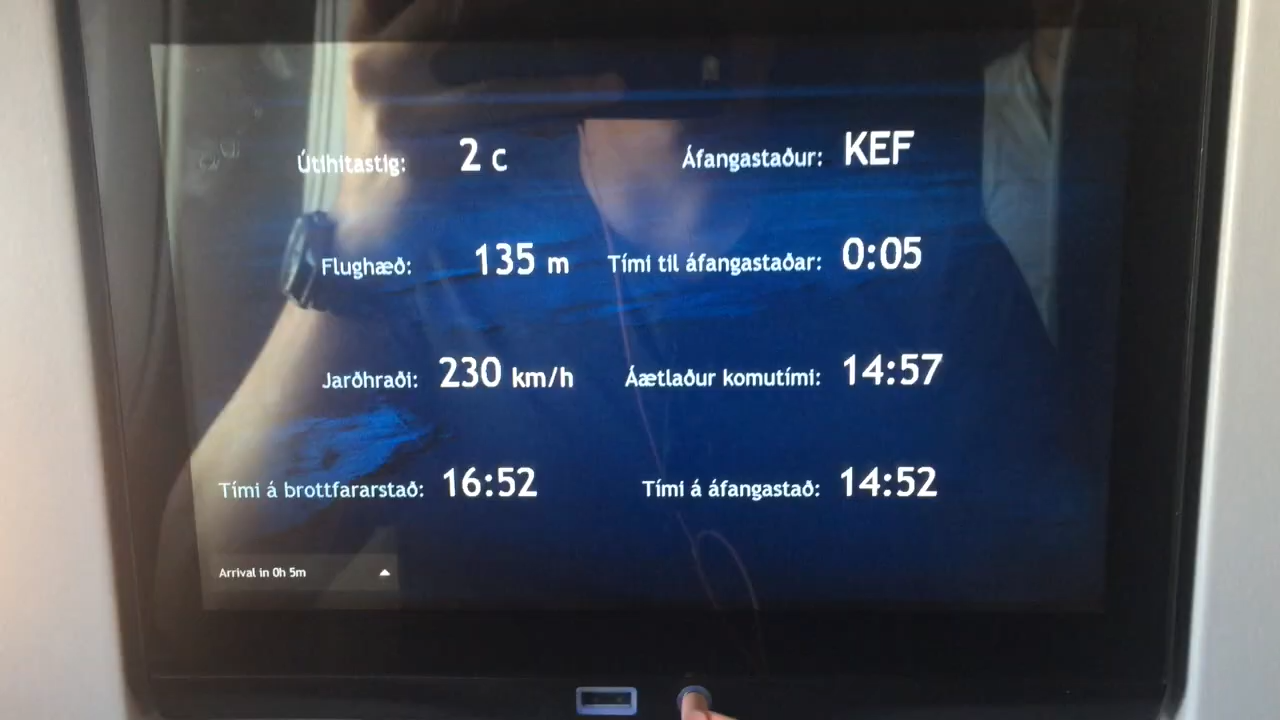 Útihitastig: 2 c Áfangastaður: KEF
Flughæð: 135 m Tími til áfangastaðar: 0:05
Jarðhraði: 230 km/h Áætlaður komutími: 14:57
Tími á brottfararstað: 16:52 Tími á áfangastað: 14:52
Arrival in 0h 5m